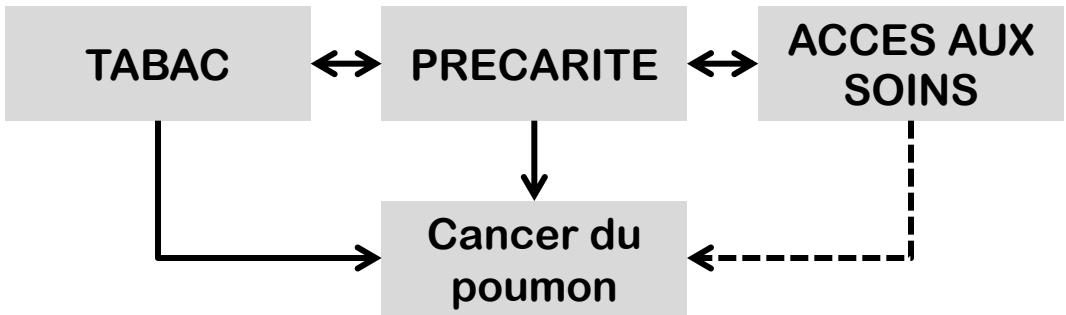 TABAC
PRECARITE
ACCES AUX
SOINS
Cancer du
poumon